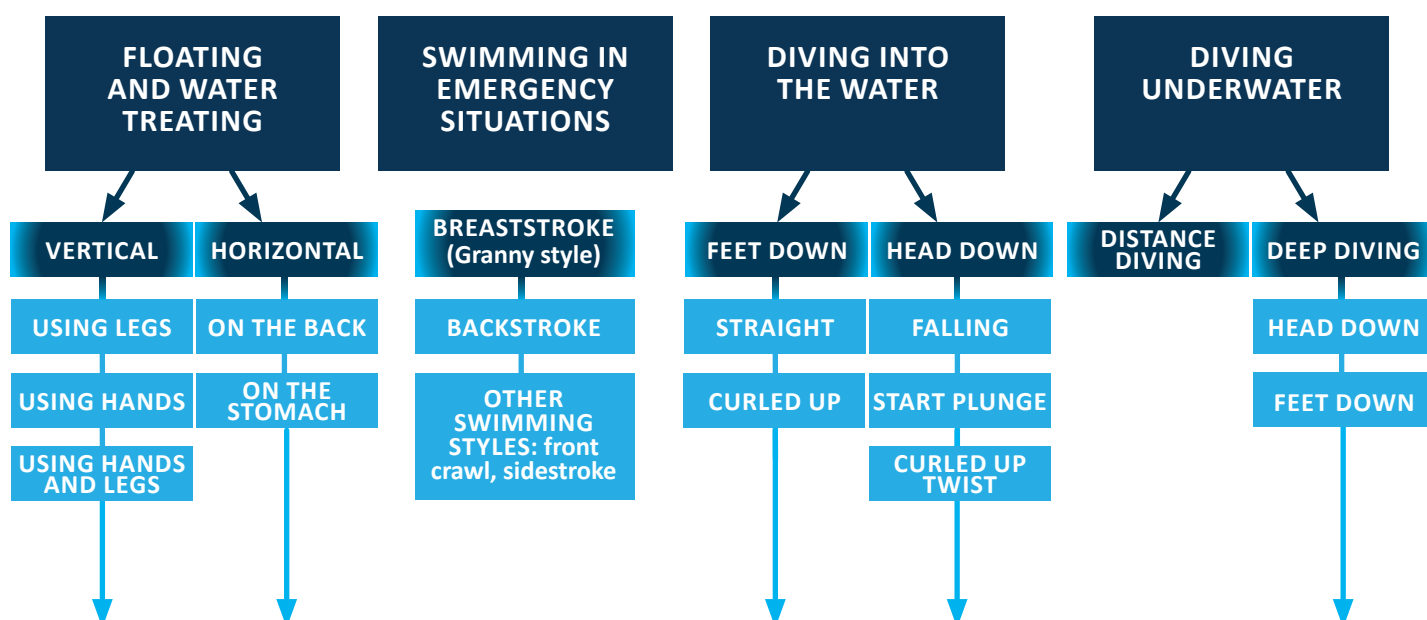 FLOATING
AND WATER
TREATING
SWIMMING IN
EMERGENCY
SITUATIONS
DIVING INTO
THE WATER
DIVING
UNDERWATER
VERTICAL
HORIZONTAL
BREASTSTROKE
(Granny style)
FEET DOWN
HEAD DOWN
DISTANCE
DIVING
DEEP DIVING
USING LEGS
ON THE BACK
BACKSTROKE
STRAIGHT
FALLING
HEAD DOWN
USING HANDS
ON THE
STOMACH
OTHER
SWIMMING
STYLES: front
crawl, sidestroke
CURLED UP
START PLUNGE
FEET DOWN
USING HANDS
AND LEGS
CURLED UP
TWIST